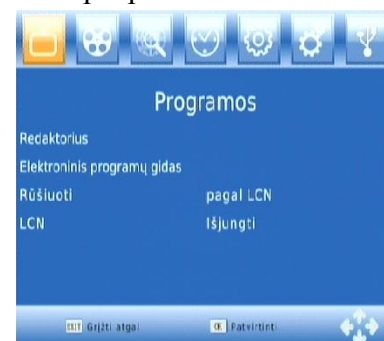 Programos
Redaktorius
Elektroninis programų gidas
Rūšiuoti pagal LCN
LCN Išjungti
EXIT Grįžti atgal OK Patvirtinti